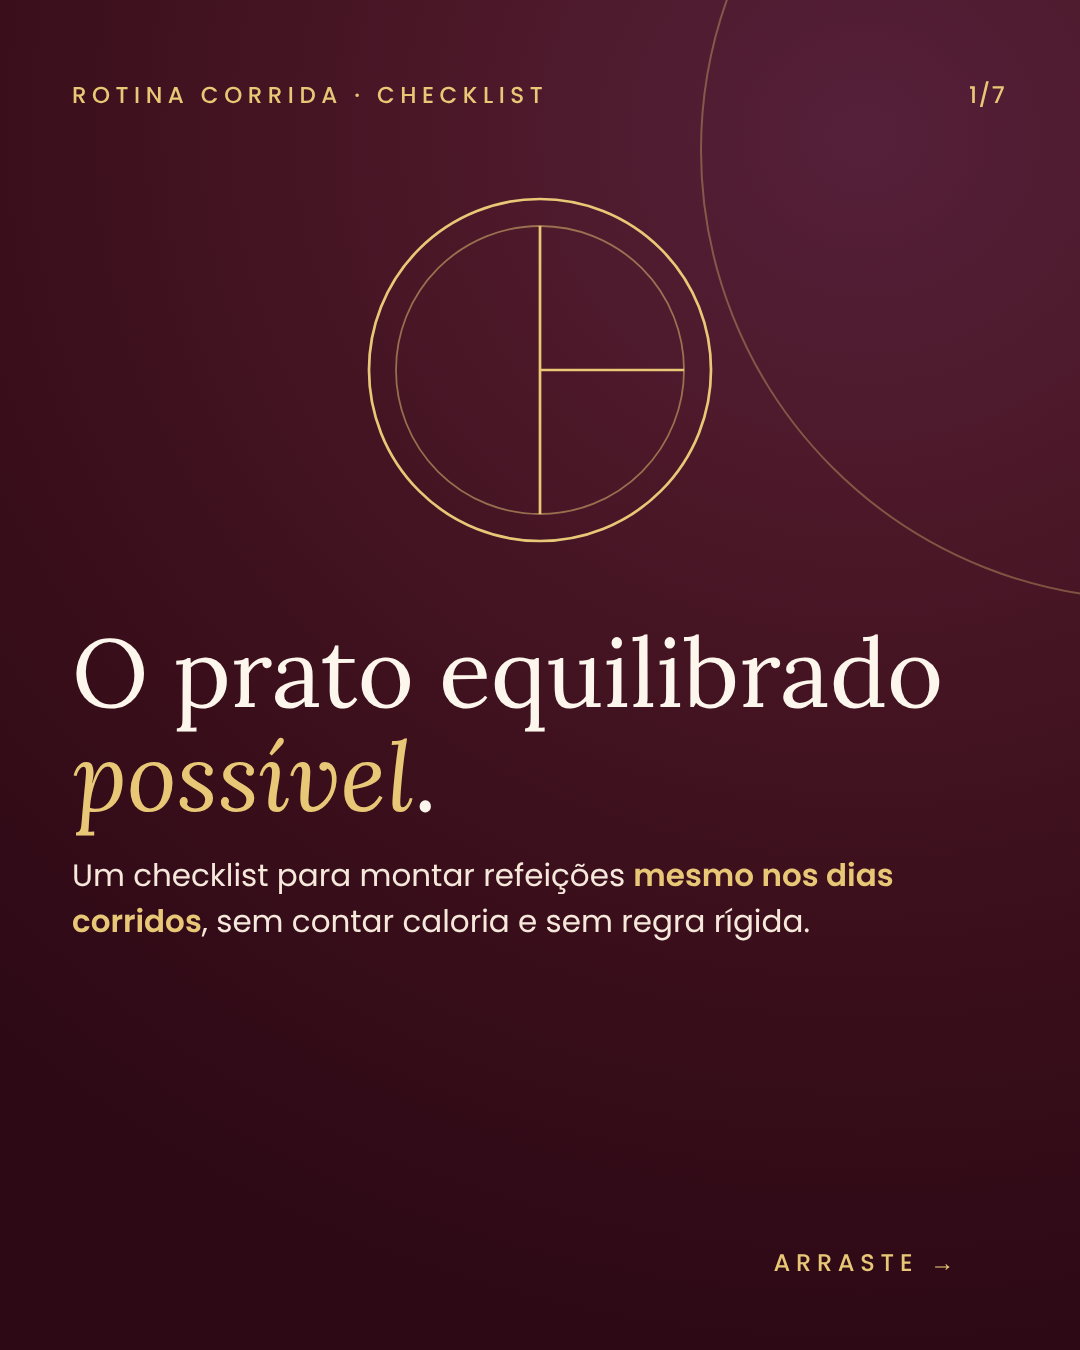 ROTINA CORRIDA · CHECKLIST
1/7
O prato equilibrado
possível.
Um checklist para montar refeições mesmo nos dias
corridos, sem contar caloria e sem regra rígida.
ARRASTE →